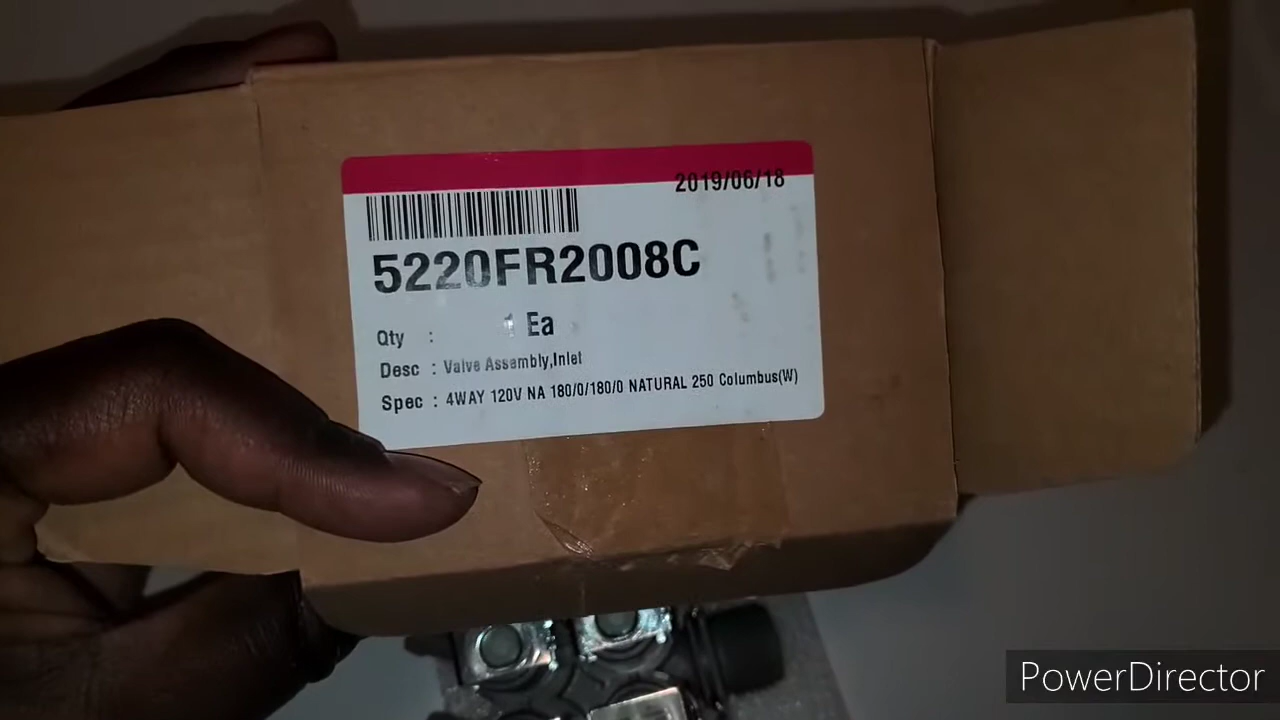 2019/06/18
5220FR2008C
Qty : 1 Ea
Desc : Valve Assembly,Inlet
Spec : 4WAY 120V NA 180/0/180/0 NATURAL 250 Columbus(W)
PowerDirector